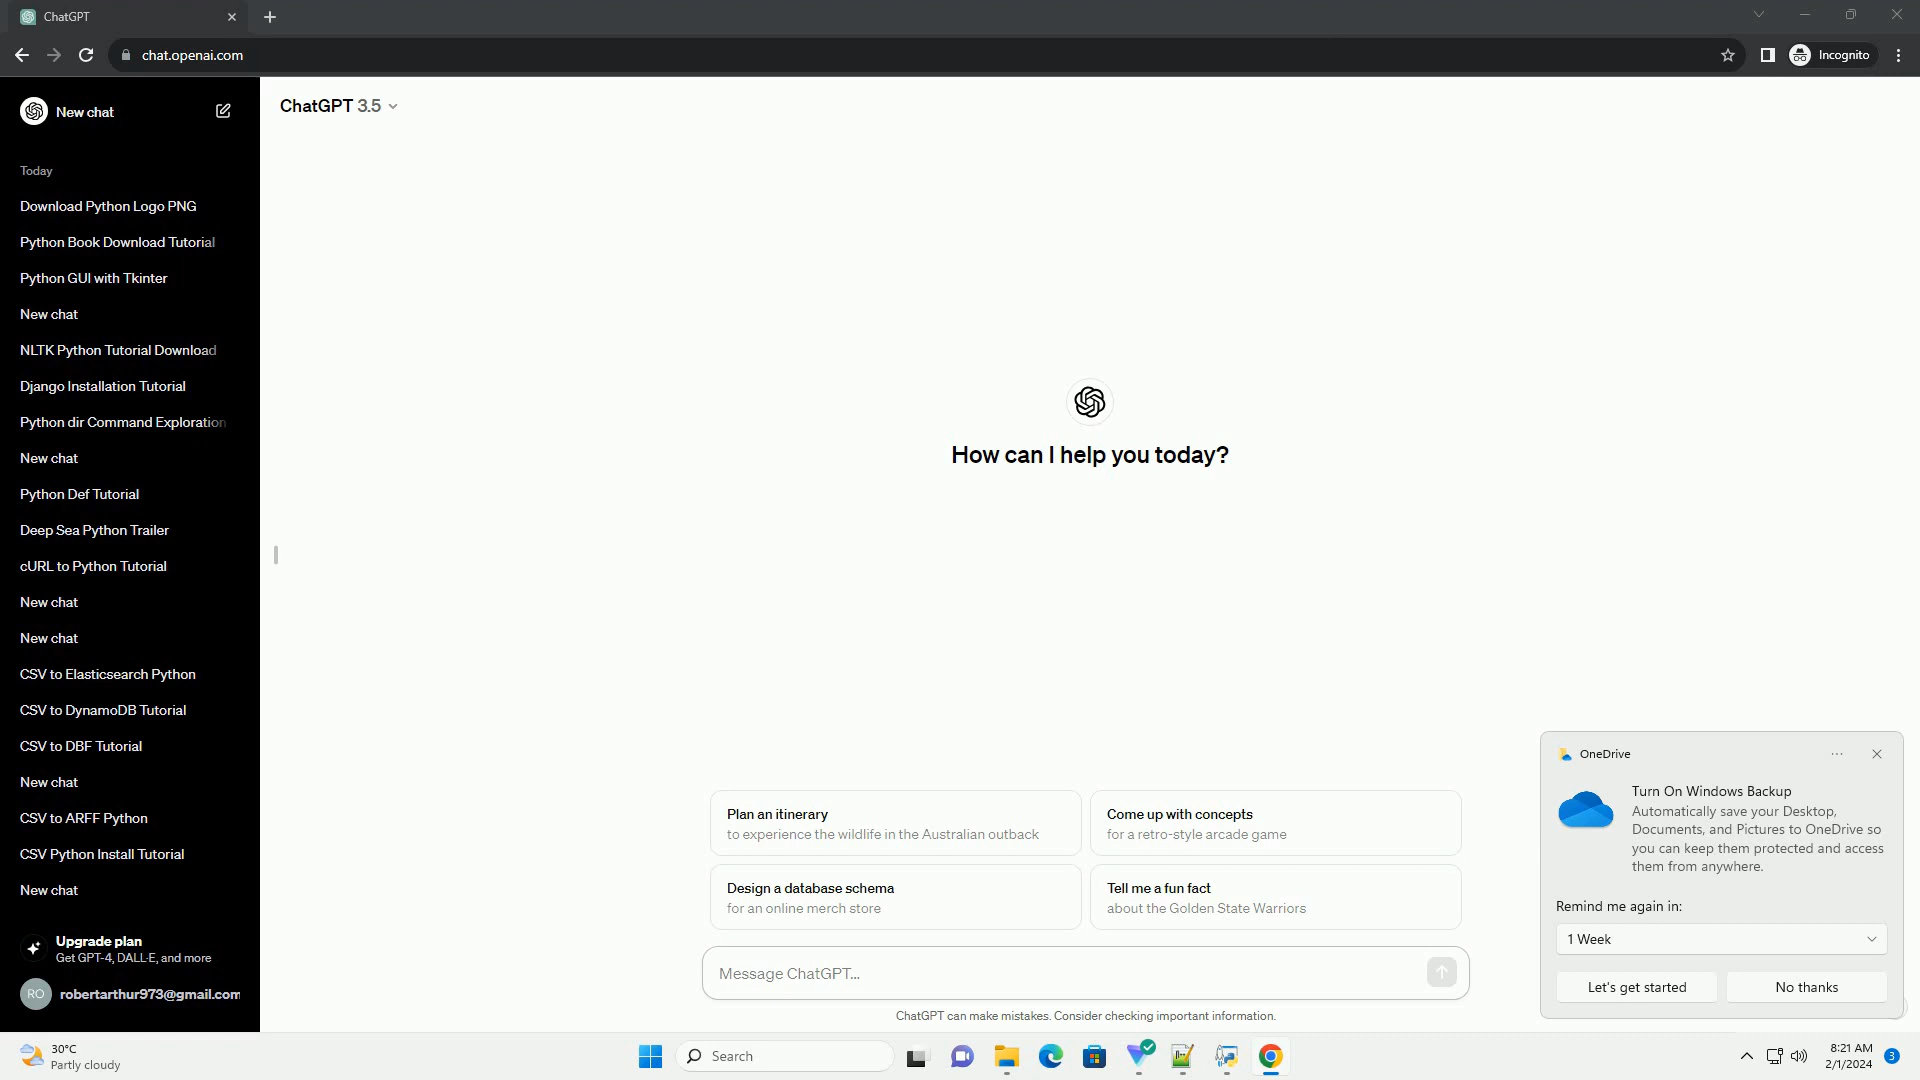 ChatGPT
chat.openai.com
Incognito
New chat
ChatGPT 3.5
Today
Download Python Logo PNG
Python Book Download Tutorial
Python GUI with Tkinter
New chat
NLTK Python Tutorial Download
Django Installation Tutorial
Python dir Command Exploration
New chat
Python Def Tutorial
Deep Sea Python Trailer
cURL to Python Tutorial
New chat
New chat
CSV to Elasticsearch Python
CSV to DynamoDB Tutorial
CSV to DBF Tutorial
New chat
CSV to ARFF Python
CSV Python Install Tutorial
New chat
Upgrade plan
Get GPT-4, DALL·E, and more
RO
robertarthur973@gmail.com
How can I help you today?
Plan an itinerary
to experience the wildlife in the Australian outback
Come up with concepts
for a retro-style arcade game
Design a database schema
for an online merch store
Tell me a fun fact
about the Golden State Warriors
Message ChatGPT...
ChatGPT can make mistakes. Consider checking important information.
OneDrive
Turn On Windows Backup
Automatically save your Desktop,
Documents, and Pictures to OneDrive so
you can keep them protected and access
them from anywhere.
Remind me again in:
1 Week
Let's get started
No thanks
30°C
Partly cloudy
Search
8:21 AM
2/1/2024
3